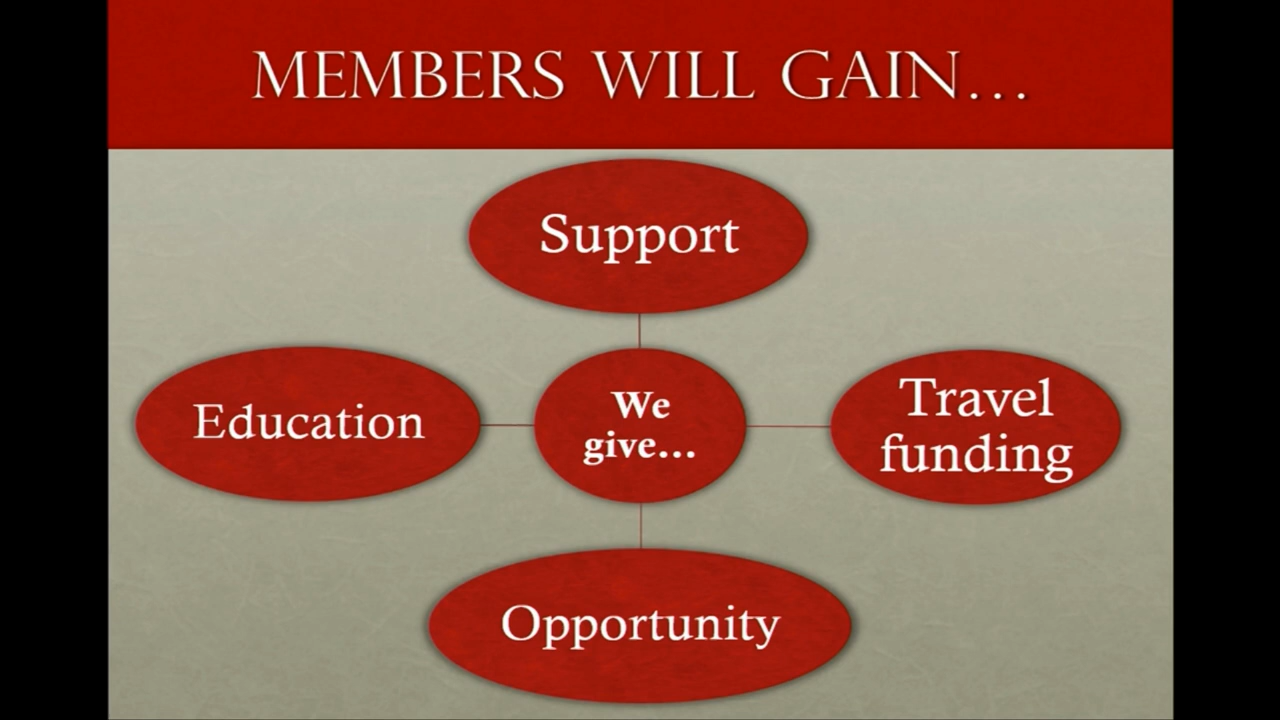 MEMBERS WILL GAIN...
Support
Education
We
give...
Travel
funding
Opportunity